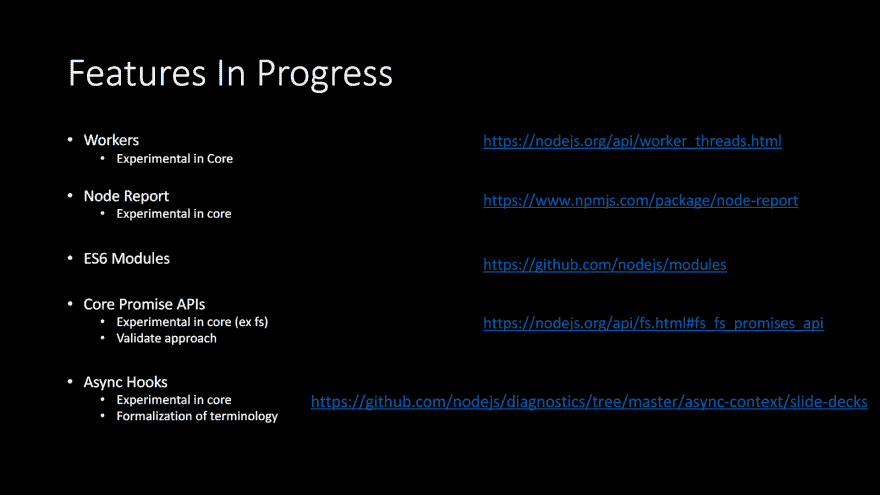 Features In Progress
• Workers https://nodejs.org/api/worker_threads.html
• Experimental in Core
• Node Report https://www.npmjs.com/package/node-report
• Experimental in core
• ES6 Modules https://github.com/nodejs/modules
• Core Promise APIs
• Experimental in core (ex fs) https://nodejs.org/api/fs.html#fs_fs_promises_api
• Validate approach
• Async Hooks
• Experimental in core https://github.com/nodejs/diagnostics/tree/master/async-context/slide-decks
• Formalization of terminology